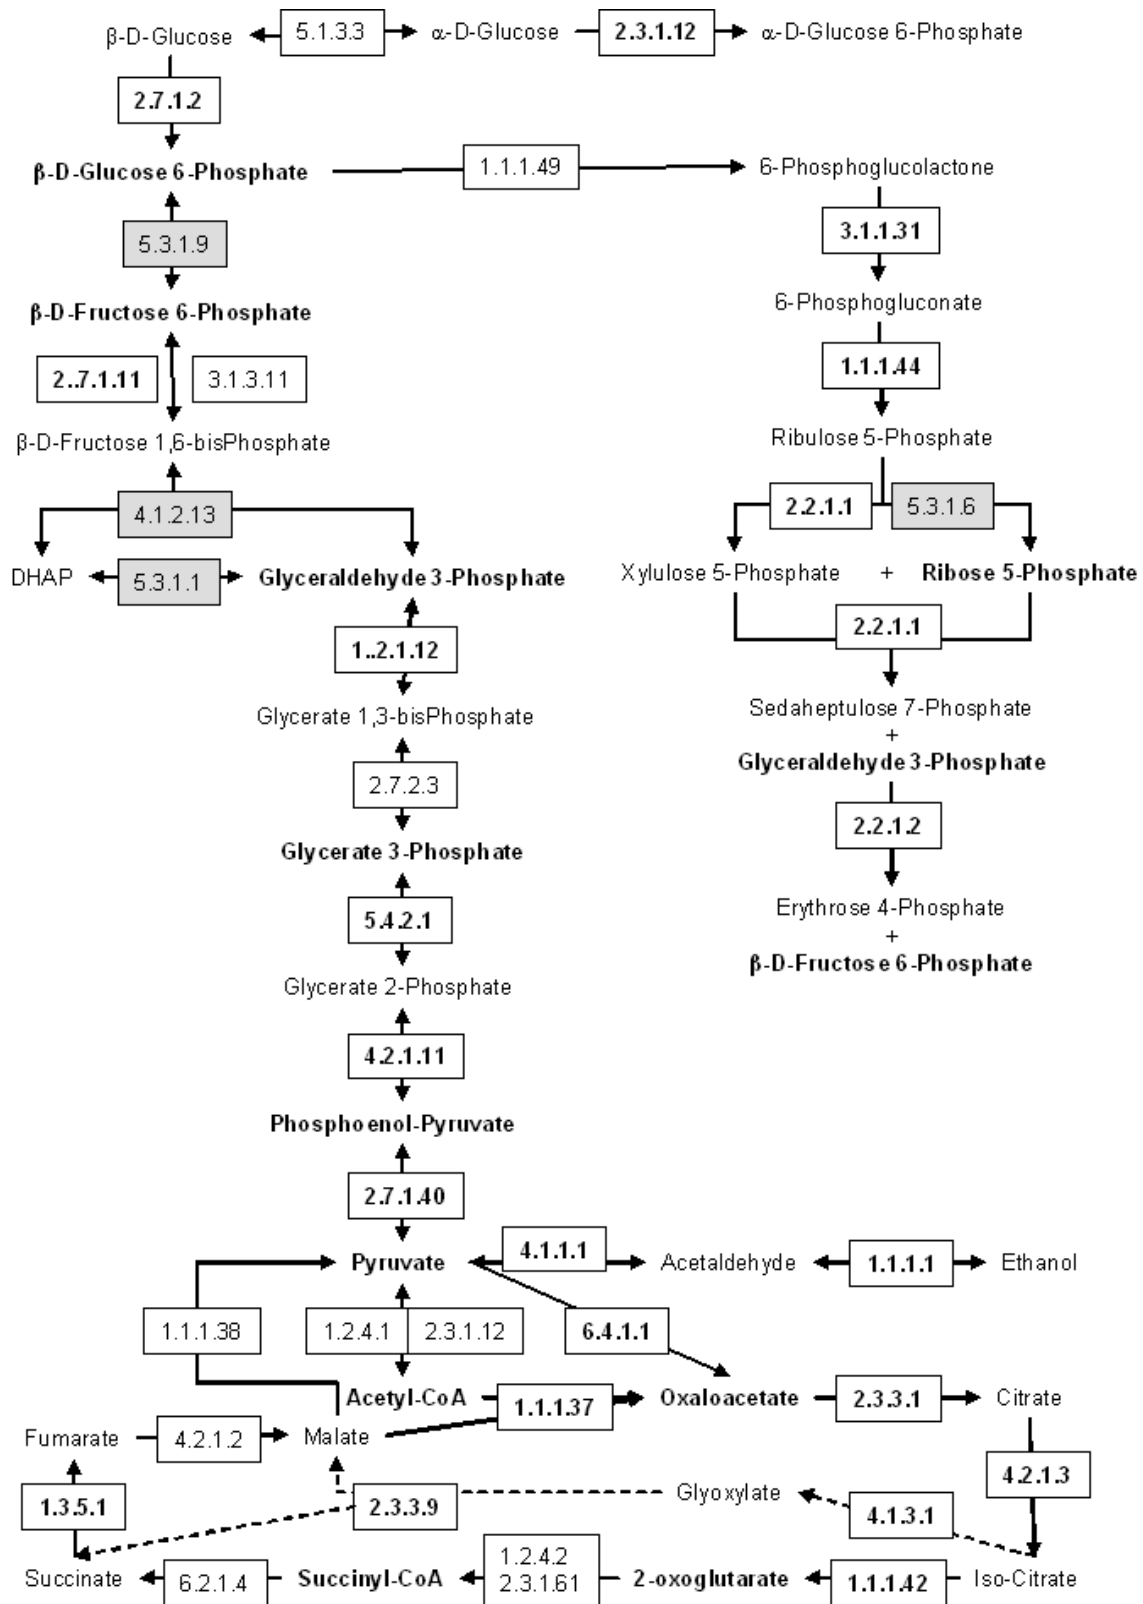 β-D-Glucose 5.1.3.3 α-D-Glucose 2.3.1.12 α-D-Glucose 6-Phosphate
2.7.1.2
β-D-Glucose 6-Phosphate 1.1.1.49 6-Phosphoglucolactone
5.3.1.9 3.1.1.31
β-D-Fructose 6-Phosphate 6-Phosphogluconate
2..7.1.11 3.1.3.11 1.1.1.44
β-D-Fructose 1,6-bisPhosphate Ribulose 5-Phosphate
4.1.2.13 2.2.1.1 5.3.1.6
DHAP 5.3.1.1 Glyceraldehyde 3-Phosphate Xylulose 5-Phosphate + Ribose 5-Phosphate
1..2.1.12 2.2.1.1
Glycerate 1,3-bisPhosphate Sedaheptulose 7-Phosphate
+
Glyceraldehyde 3-Phosphate
2.7.2.3
2.2.1.2
Glycerate 3-Phosphate
5.4.2.1 Erythrose 4-Phosphate
+
β-D-Fructose 6-Phosphate
Glycerate 2-Phosphate
4.2.1.11
Phosphoenol-Pyruvate
2.7.1.40
Pyruvate 4.1.1.1 Acetaldehyde 1.1.1.1 Ethanol
1.1.1.38 1.2.4.1 2.3.1.12 6.4.1.1
Acetyl-CoA 1.1.1.37 Oxaloacetate 2.3.3.1 Citrate
Fumarate 4.2.1.2 Malate
4.2.1.3
1.3.5.1 2.3.3.9 Glyoxylate 4.1.3.1
1.2.4.2
Succinate 6.2.1.4 Succinyl-CoA 2.3.1.61 2-oxoglutarate 1.1.1.42 Iso-Citrate